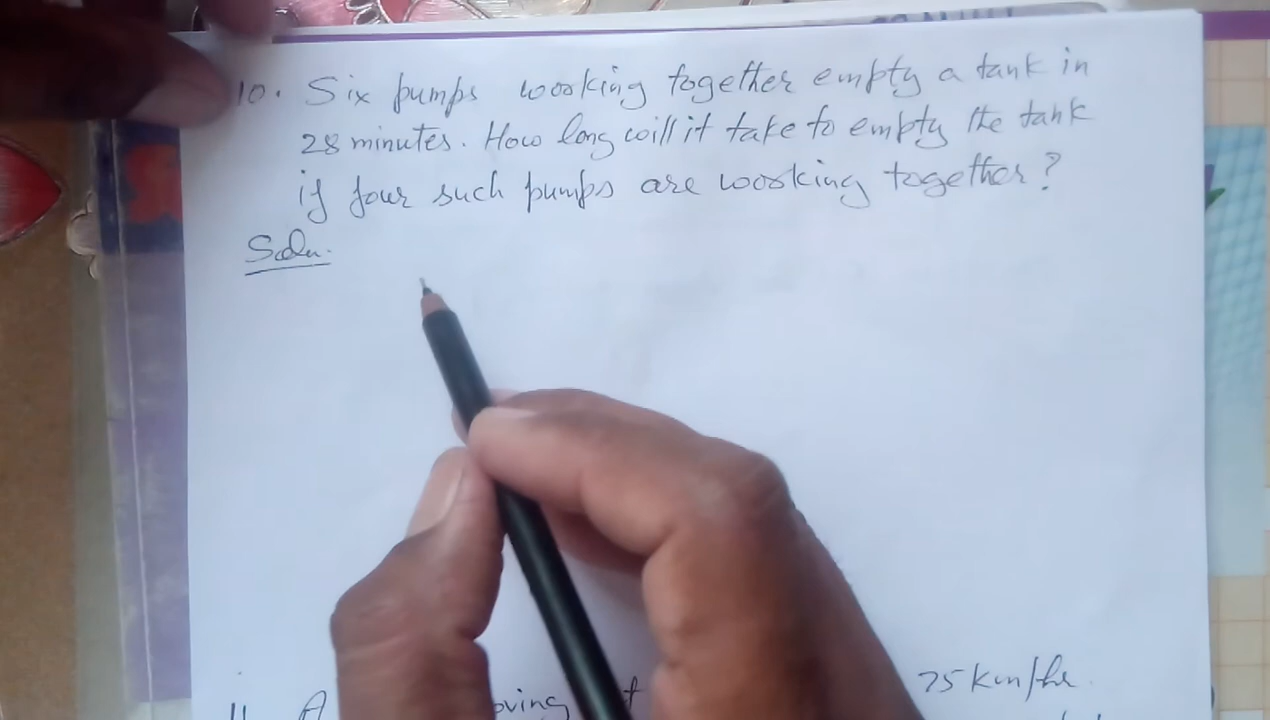 10. Six pumps working together empty a tank in
28 minutes. How long will it take to empty the tank
if four such pumps are working together?
Soln.
11. A 75 km/hr